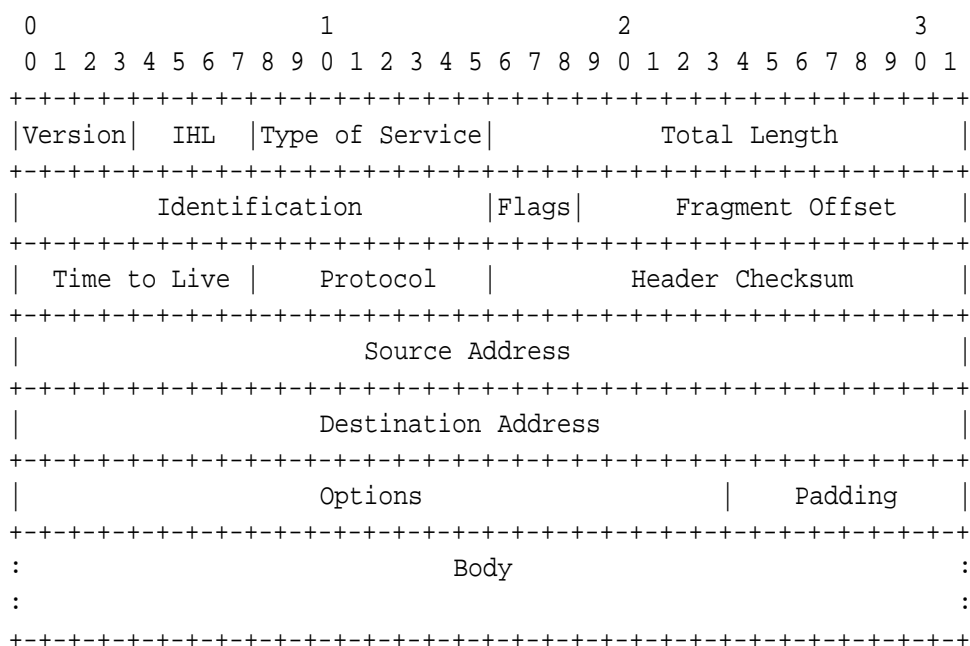 0                   1                   2                   3
 0 1 2 3 4 5 6 7 8 9 0 1 2 3 4 5 6 7 8 9 0 1 2 3 4 5 6 7 8 9 0 1
+-+-+-+-+-+-+-+-+-+-+-+-+-+-+-+-+-+-+-+-+-+-+-+-+-+-+-+-+-+-+-+-+
|Version|  IHL  |Type of Service|           Total Length        |
+-+-+-+-+-+-+-+-+-+-+-+-+-+-+-+-+-+-+-+-+-+-+-+-+-+-+-+-+-+-+-+-+
|         Identification        |Flags|      Fragment Offset    |
+-+-+-+-+-+-+-+-+-+-+-+-+-+-+-+-+-+-+-+-+-+-+-+-+-+-+-+-+-+-+-+-+
|  Time to Live |    Protocol   |         Header Checksum       |
+-+-+-+-+-+-+-+-+-+-+-+-+-+-+-+-+-+-+-+-+-+-+-+-+-+-+-+-+-+-+-+-+
|                       Source Address                          |
+-+-+-+-+-+-+-+-+-+-+-+-+-+-+-+-+-+-+-+-+-+-+-+-+-+-+-+-+-+-+-+-+
|                    Destination Address                        |
+-+-+-+-+-+-+-+-+-+-+-+-+-+-+-+-+-+-+-+-+-+-+-+-+-+-+-+-+-+-+-+-+
|                    Options                    |    Padding    |
+-+-+-+-+-+-+-+-+-+-+-+-+-+-+-+-+-+-+-+-+-+-+-+-+-+-+-+-+-+-+-+-+
:                             Body                              :
:                                                               :
+-+-+-+-+-+-+-+-+-+-+-+-+-+-+-+-+-+-+-+-+-+-+-+-+-+-+-+-+-+-+-+-+